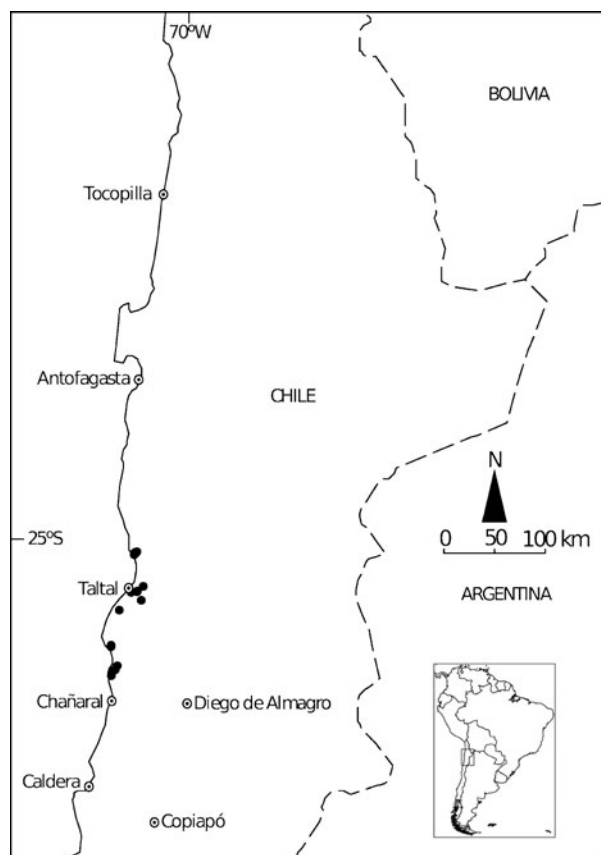 70ºW
BOLIVIA
Tocopilla
Antofagasta
CHILE
N
0 50 100 km
25ºS
Taltal
ARGENTINA
Chañaral
Diego de Almagro
Caldera
Copiapó